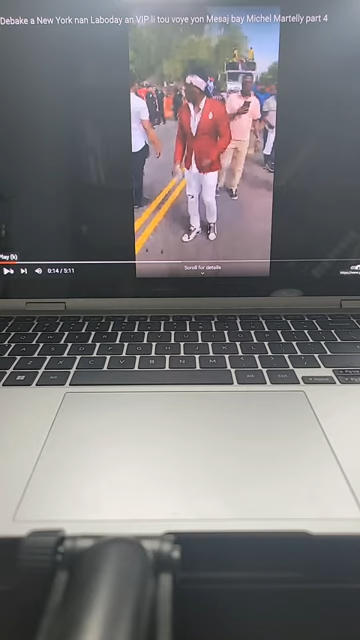 Debake a New York nan Laboday an VIP li tou voye yon Mesaj bay Michel Martelly part 4
Play (k)
0:14 / 5:11
Scroll for details